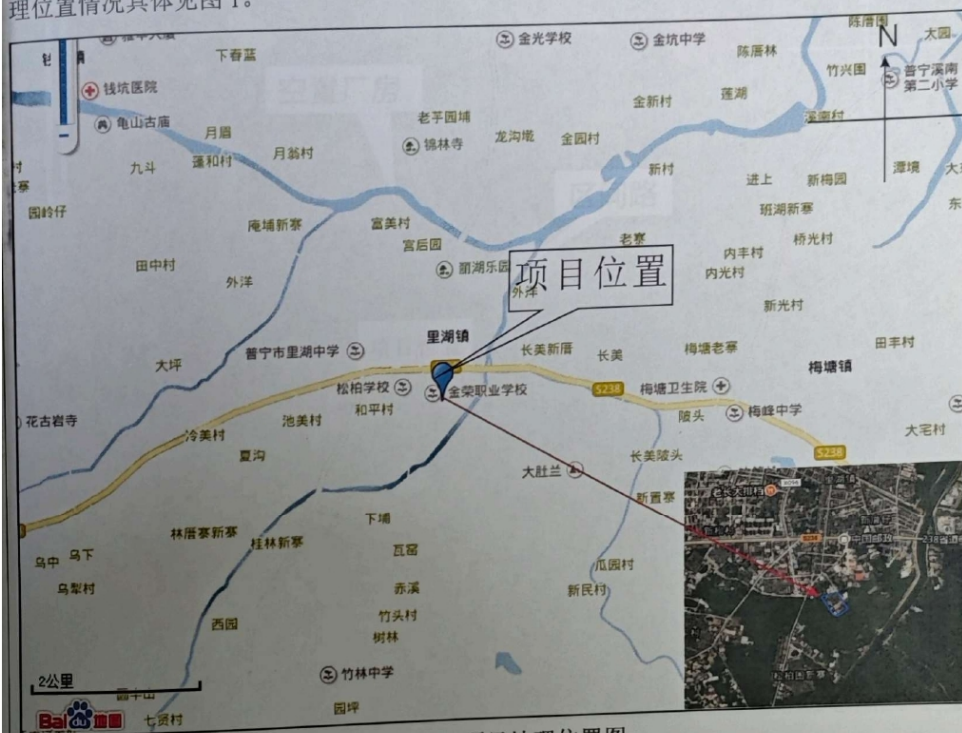 理位置情况具体见图1。
陈厝围
N
太园
金光学校
金坑中学
陈厝林
下春蓝
竹兴围
普宁溪南
第二小学
钱坑医院
莲湖
金新村
老芋园埔
溪南村
龟山古庙
月眉
锦林寺
龙沟墘
金园村
月翁村
蓬和村
九斗
新村
潭境
进上
新梅园
园岭仔
班湖新寨
庵埔新寨
富美村
宫后园
老寨
桥光村
内丰村
田中村
丽湖乐园
项目位置
内光村
外洋
外洋
新光村
里湖镇
田丰村
普宁市里湖中学
长美新厝
长美
梅塘老寨
大坪
梅塘镇
松柏学校
金荣职业学校
S238
梅塘卫生院
和平村
梅峰中学
陂头
花古岩寺
池美村
冷美村
大宅村
夏沟
长美陂头
S238
大肚兰
新置寨
下埔
林厝寨新寨
桂林新寨
中国邮政
乌中
乌下
瓦窑
瓜园村
乌犁村
赤溪
新民村
竹头村
西园
树林
竹林中学
松柏围新寨
2公里
园坪
七贤村
Bai 地图